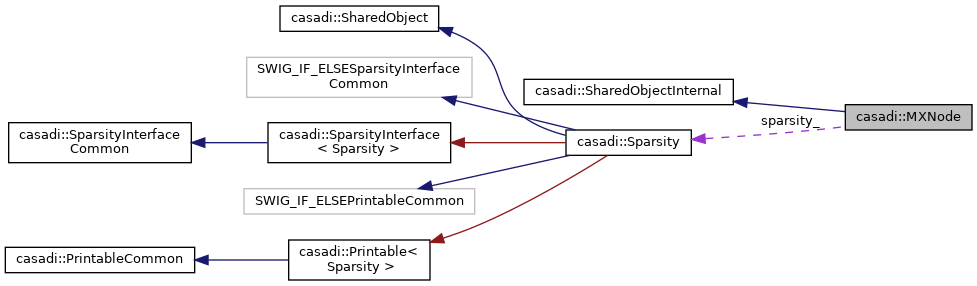 casadi::SharedObject
SWIG_IF_ELSESparsityInterface
Common
casadi::SharedObjectInternal
casadi::MXNode
sparsity_
casadi::SparsityInterface
Common
casadi::SparsityInterface
< Sparsity >
casadi::Sparsity
SWIG_IF_ELSEPrintableCommon
casadi::PrintableCommon
casadi::Printable<
Sparsity >